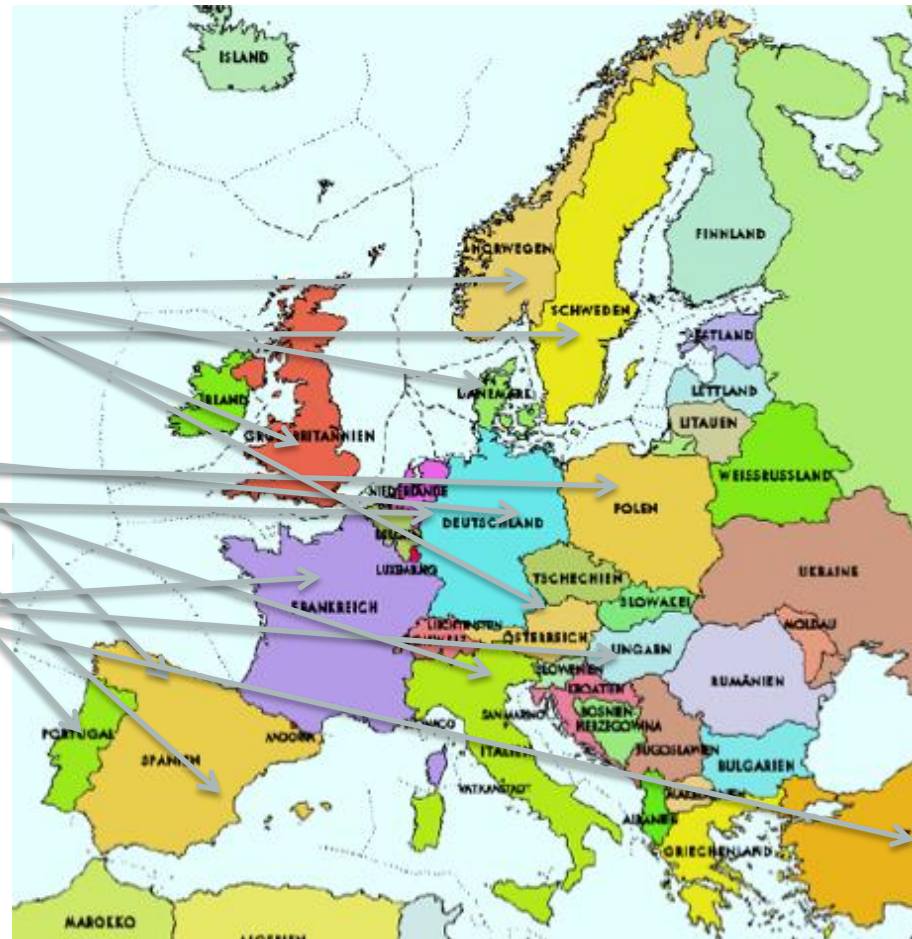 ISLAND
NORWEGEN
FINNLAND
SCHWEDEN
ESTLAND
LETTLAND
DÄNEMARK
LITAUEN
IRLAND
GROSSBRITANNIEN
WEISSRUSSLAND
NIEDERLANDE
POLEN
DEUTSCHLAND
BELGIEN
LUXEMBURG
TSCHECHIEN
UKRAINE
FRANKREICH
SLOWAKEI
LIECHTENSTEIN
MOLDAU
ÖSTERREICH
UNGARN
SLOWENIEN
RUMÄNIEN
KROATIEN
BOSNIEN
HERZEGOWINA
SAN MARINO
PORTUGAL
ANDORRA
JUGOSLAWIEN
ITALIEN
SPANIEN
BULGARIEN
VATIKANSTADT
ALBANIEN
GRIECHENLAND
MAROKKO
ALGERIEN